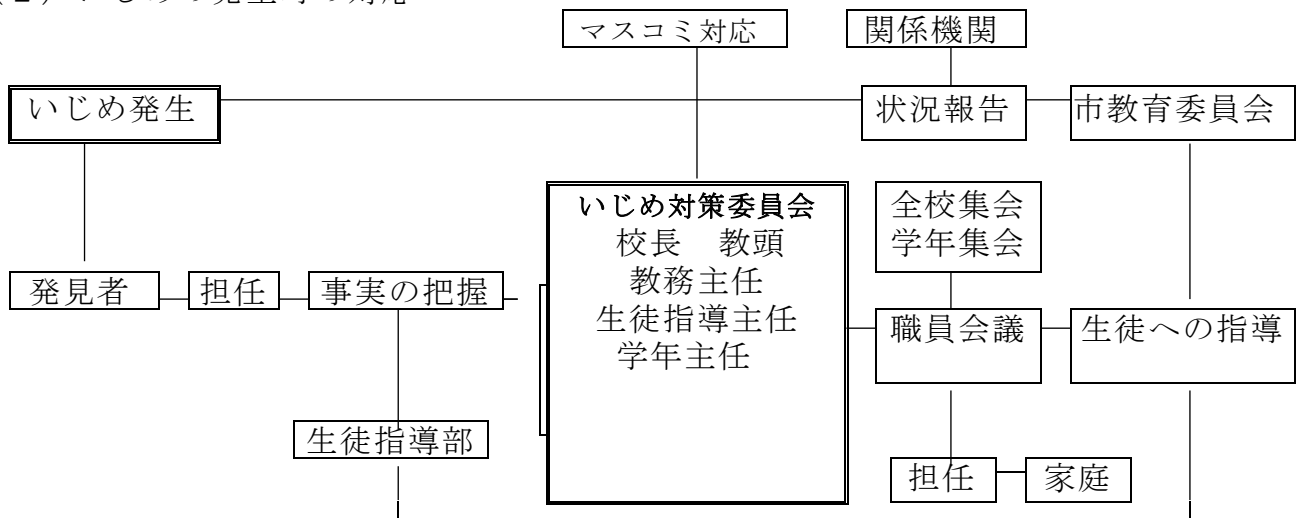 マスコミ対応
関係機関
いじめ発生
状況報告
市教育委員会
いじめ対策委員会
校長　教頭
教務主任
生徒指導主任
学年主任
全校集会
学年集会
発見者
担任
事実の把握
職員会議
生徒への指導
生徒指導部
担任
家庭